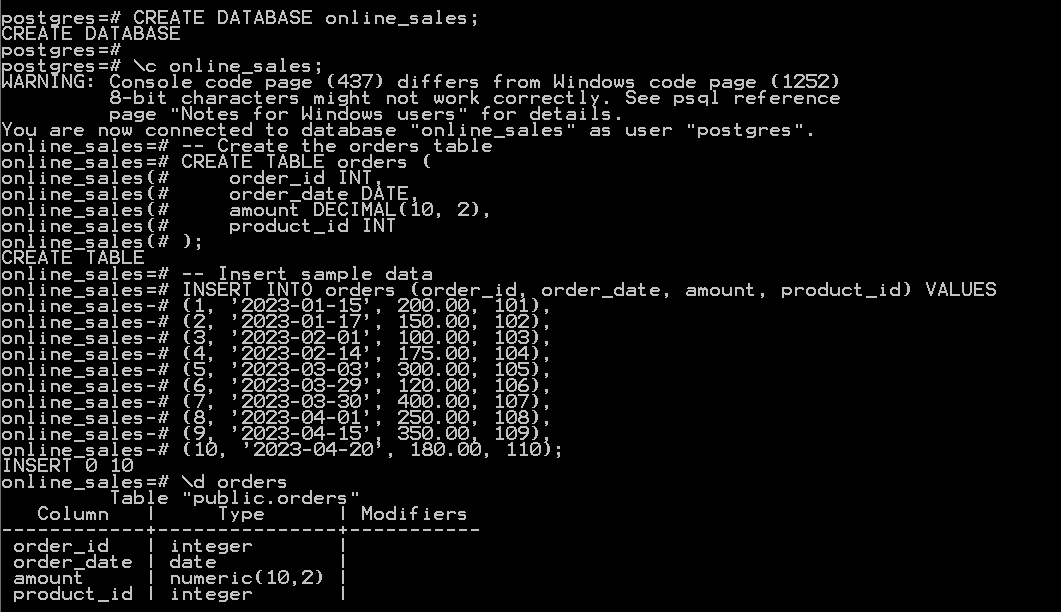 postgres=# CREATE DATABASE online_sales;
CREATE DATABASE
postgres=#
postgres=# \c online_sales;
WARNING: Console code page (437) differs from Windows code page (1252)
         8-bit characters might not work correctly. See psql reference
         page "Notes for Windows users" for details.
You are now connected to database "online_sales" as user "postgres".
online_sales=# -- Create the orders table
online_sales=# CREATE TABLE orders (
online_sales(#     order_id INT,
online_sales(#     order_date DATE,
online_sales(#     amount DECIMAL(10, 2),
online_sales(#     product_id INT
online_sales(# );
CREATE TABLE
online_sales=# -- Insert sample data
online_sales=# INSERT INTO orders (order_id, order_date, amount, product_id) VALUES
online_sales-# (1, '2023-01-15', 200.00, 101),
online_sales-# (2, '2023-01-17', 150.00, 102),
online_sales-# (3, '2023-02-01', 100.00, 103),
online_sales-# (4, '2023-02-14', 175.00, 104),
online_sales-# (5, '2023-03-03', 300.00, 105),
online_sales-# (6, '2023-03-29', 120.00, 106),
online_sales-# (7, '2023-03-30', 400.00, 107),
online_sales-# (8, '2023-04-01', 250.00, 108),
online_sales-# (9, '2023-04-15', 350.00, 109),
online_sales-# (10, '2023-04-20', 180.00, 110);
INSERT 0 10
online_sales=# \d orders
         Table "public.orders"
   Column   |     Type      | Modifiers
------------+---------------+-----------
 order_id   | integer       |
 order_date | date          |
 amount     | numeric(10,2) |
 product_id | integer       |